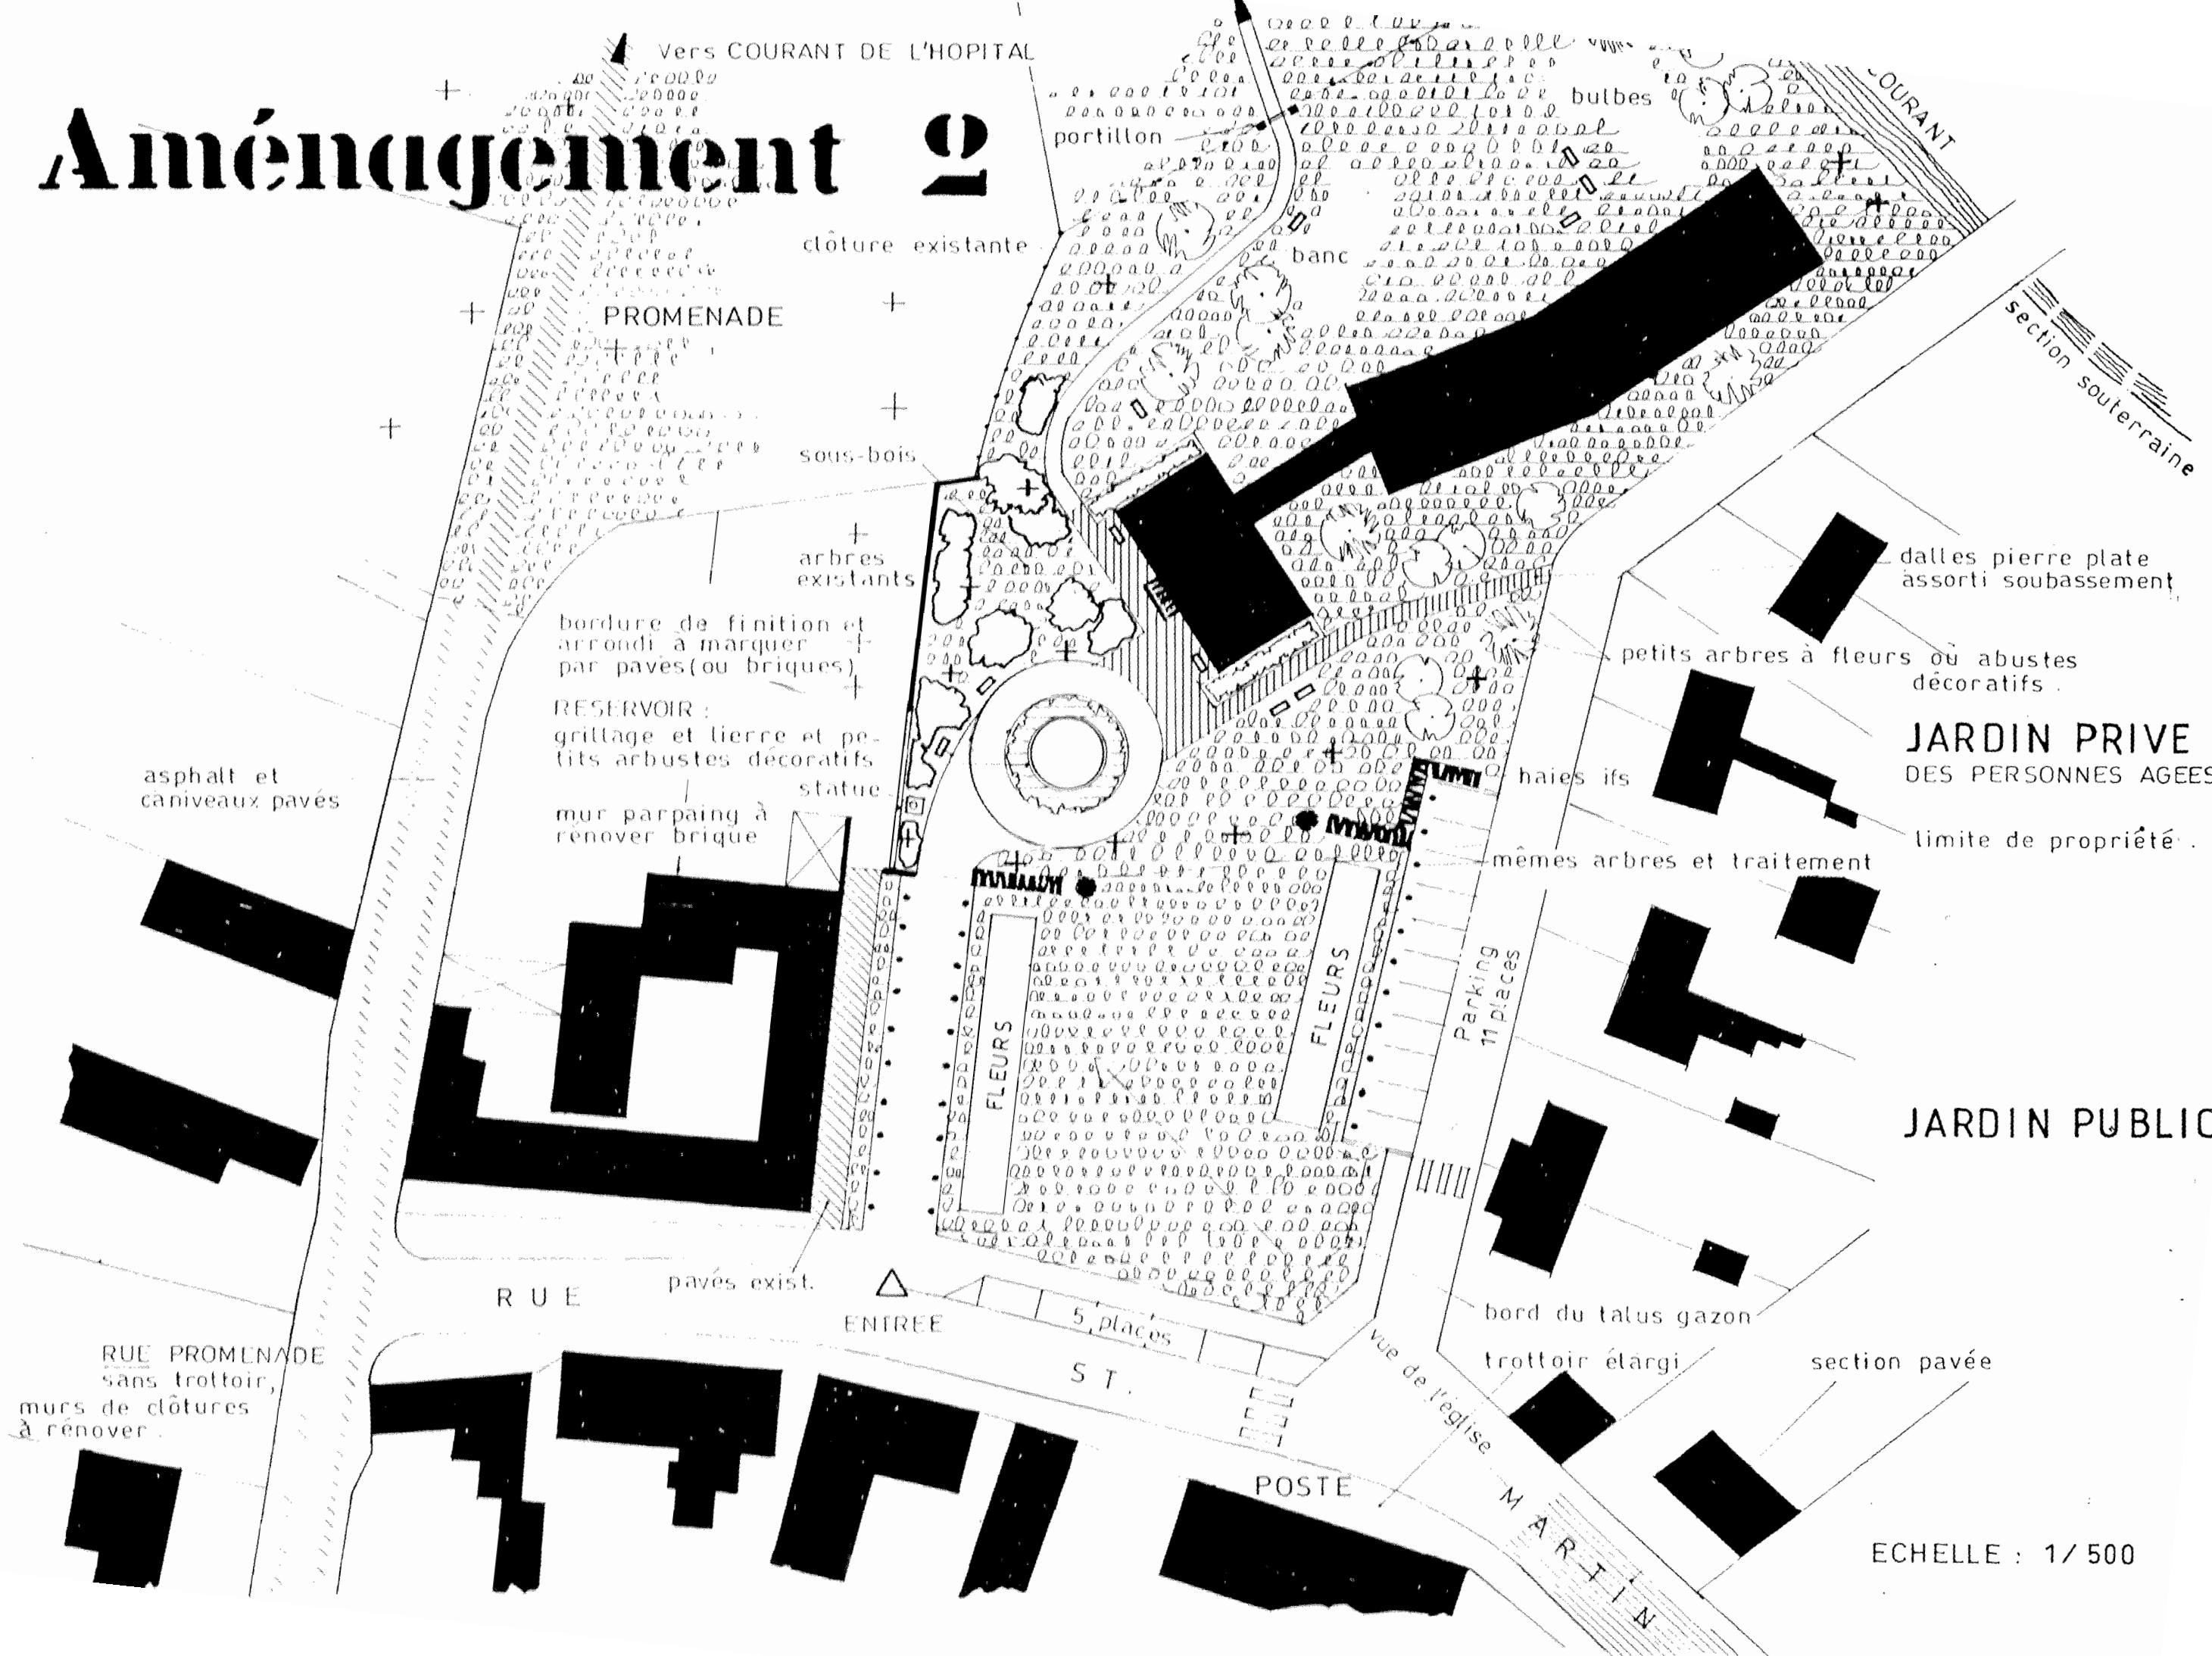 Vers COURANT DE L'HOPITAL
Aménagement 2
portillon
bulbes
COURANT
clôture existante
banc
PROMENADE
section souterraine
sous-bois
arbres
existants
dalles pierre plate
assorti soubassement,
bordure de finition et
arrondi à marquer
par pavés(ou briques)
petits arbres à fleurs où abustes
décoratifs .
RESERVOIR :
grillage et lierre et pe-
tits arbustes décoratifs
JARDIN PRIVE
DES PERSONNES AGEES
asphalt et
caniveaux pavés
statue
haies ifs
mur parpaing à
rénover brique
limite de propriété .
mêmes arbres et traitement
FLEURS
FLEURS
Parking
11 places
JARDIN PUBLIC
pavés exist.
RUE
ENTREE
5 places
bord du talus gazon
RUE PROMENADE
sans trottoir,
murs de clôtures
à rénover .
ST.
vue de l'église
trottoir élargi
section pavée
POSTE
MARTIN
ECHELLE : 1/500